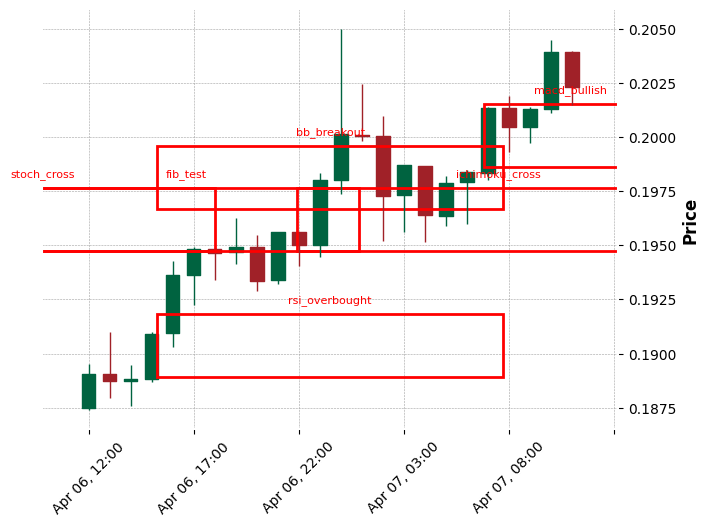 0.2050
0.2025
macd_bullish
0.2000
bb_breakout
stoch_cross
fib_test
ichimoku_cross
0.1975
Price
0.1950
0.1925
rsi_overbought
0.1900
0.1875
Apr 06, 12:00
Apr 06, 17:00
Apr 06, 22:00
Apr 07, 03:00
Apr 07, 08:00